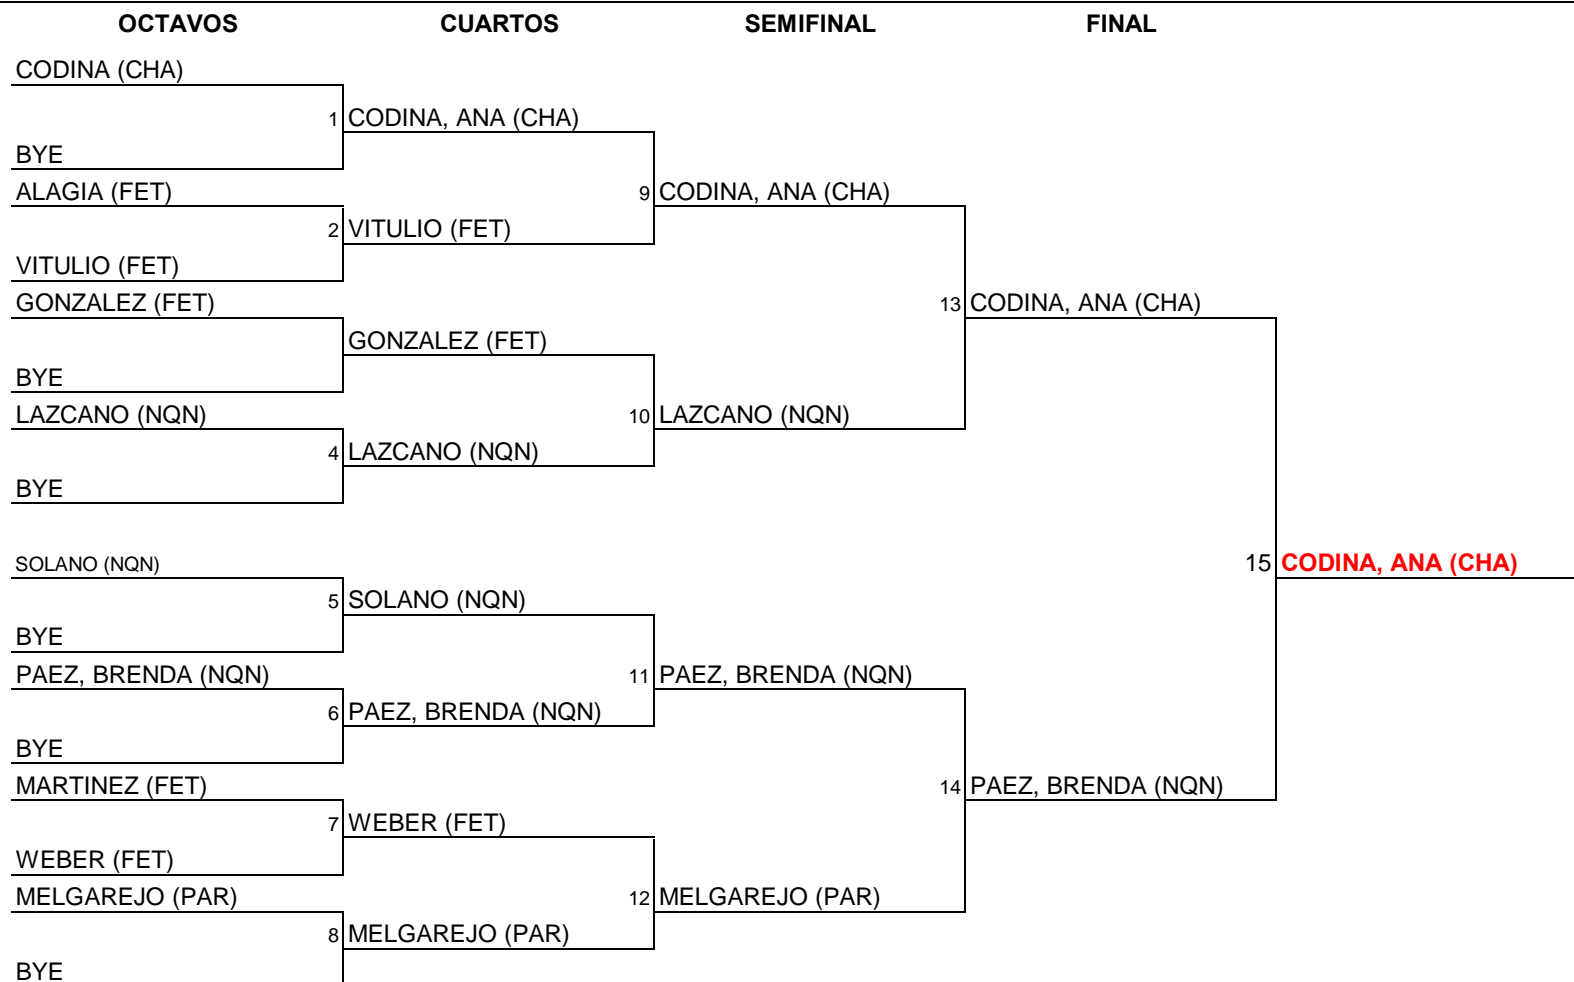 OCTAVOS CUARTOS SEMIFINAL FINAL
CODINA (CHA)
1 CODINA, ANA (CHA)
BYE
ALAGIA (FET)
9 CODINA, ANA (CHA)
2 VITULIO (FET)
VITULIO (FET)
GONZALEZ (FET)
13 CODINA, ANA (CHA)
GONZALEZ (FET)
BYE
LAZCANO (NQN)
10 LAZCANO (NQN)
4 LAZCANO (NQN)
BYE
SOLANO (NQN)
15 CODINA, ANA (CHA)
5 SOLANO (NQN)
BYE
PAEZ, BRENDA (NQN)
11 PAEZ, BRENDA (NQN)
6 PAEZ, BRENDA (NQN)
BYE
MARTINEZ (FET)
14 PAEZ, BRENDA (NQN)
7 WEBER (FET)
WEBER (FET)
MELGAREJO (PAR)
12 MELGAREJO (PAR)
8 MELGAREJO (PAR)
BYE